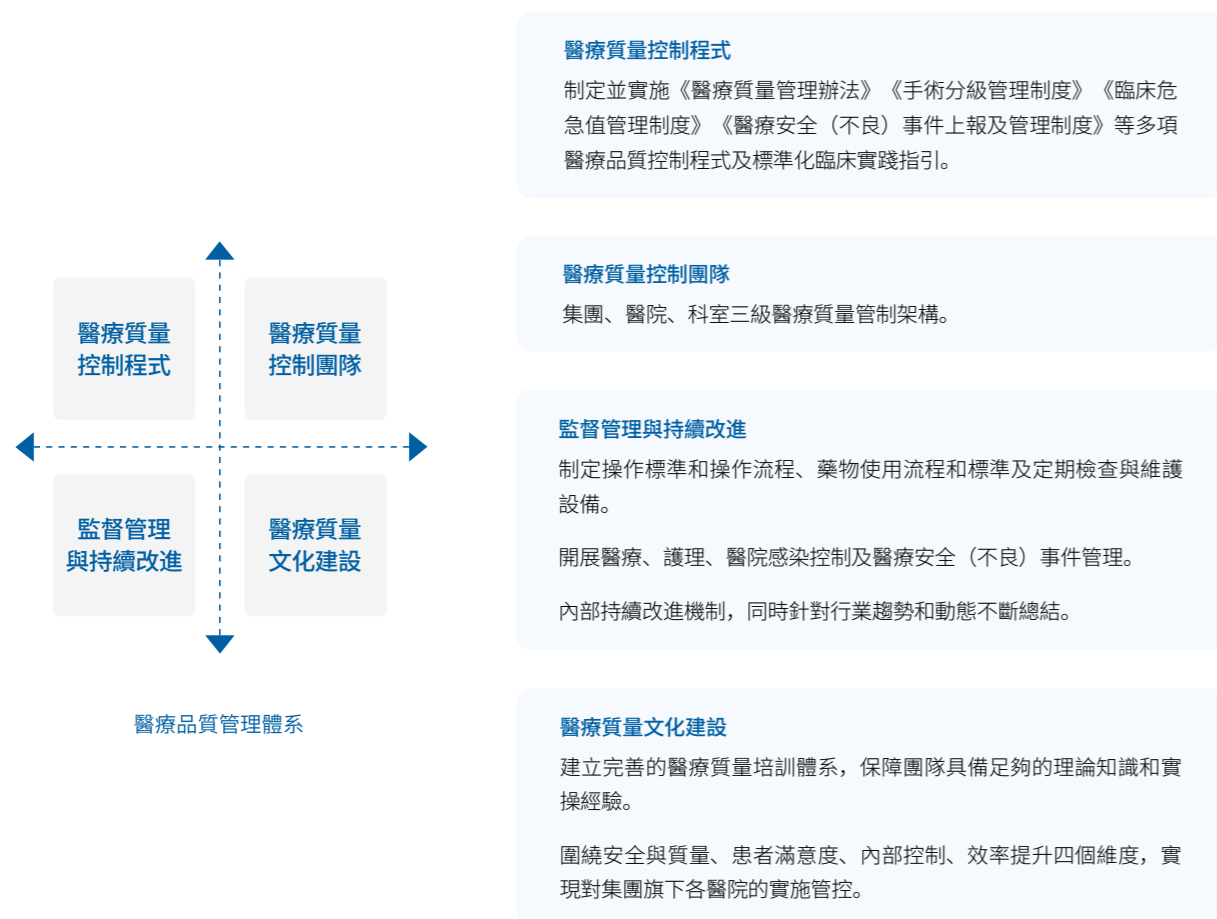 醫療質量
控制程式
醫療質量
控制團隊
監督管理
與持續改進
醫療質量
文化建設
醫療品質管理體系
醫療質量控制程式
制定並實施《醫療質量管理辦法》《手術分級管理制度》《臨床危
急值管理制度》《醫療安全（不良）事件上報及管理制度》等多項
醫療品質控制程式及標準化臨床實踐指引。
醫療質量控制團隊
集團、醫院、科室三級醫療質量管制架構。
監督管理與持續改進
制定操作標準和操作流程、藥物使用流程和標準及定期檢查與維護
設備。
開展醫療、護理、醫院感染控制及醫療安全（不良）事件管理。
內部持續改進機制，同時針對行業趨勢和動態不斷總結。
醫療質量文化建設
建立完善的醫療質量培訓體系，保障團隊具備足夠的理論知識和實
操經驗。
圍繞安全與質量、患者滿意度、內部控制、效率提升四個維度，實
現對集團旗下各醫院的實施管控。